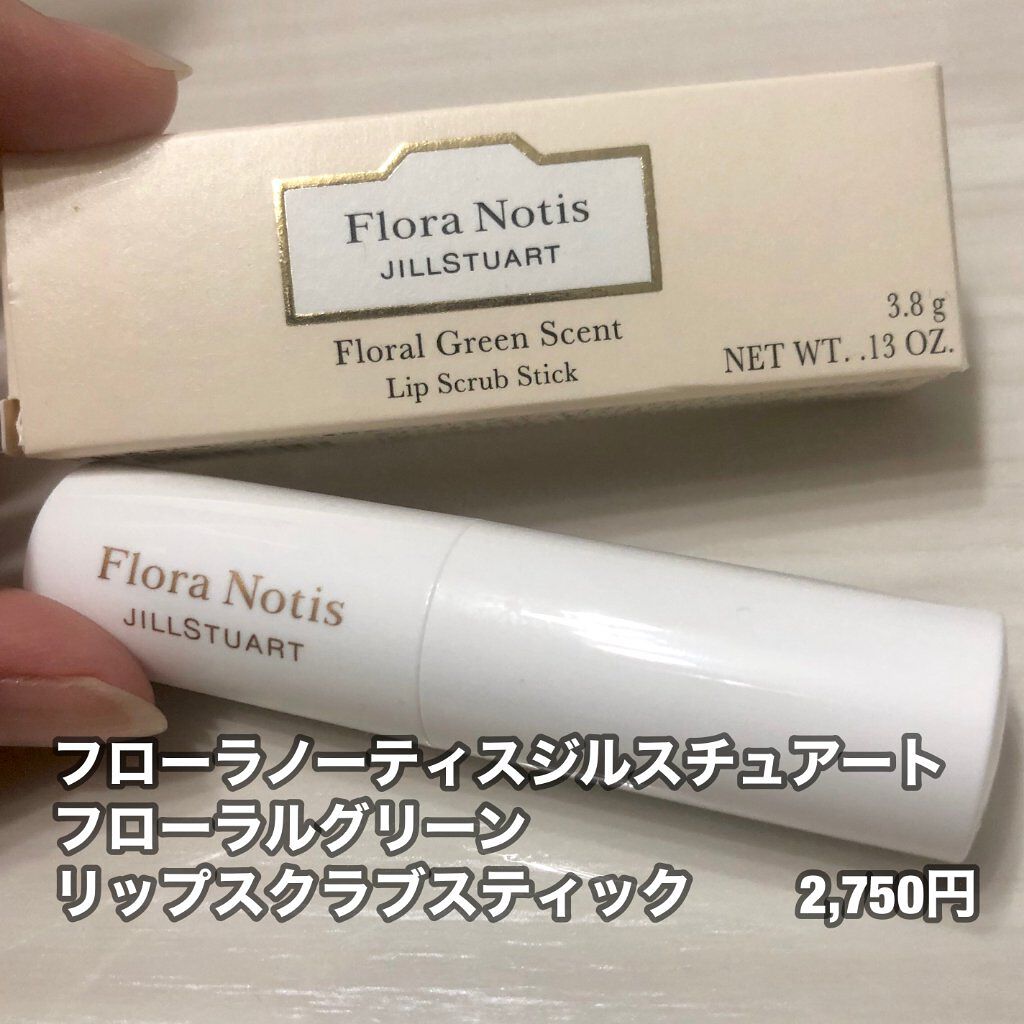 Flora Notis
JILLSTUART
Floral Green Scent
Lip Scrub Stick
3.8 g
NET WT. .13 OZ.
Flora Notis
JILLSTUART
フローラノーティスジルスチュアート
フローラルグリーン
リップスクラブスティック 2,750円